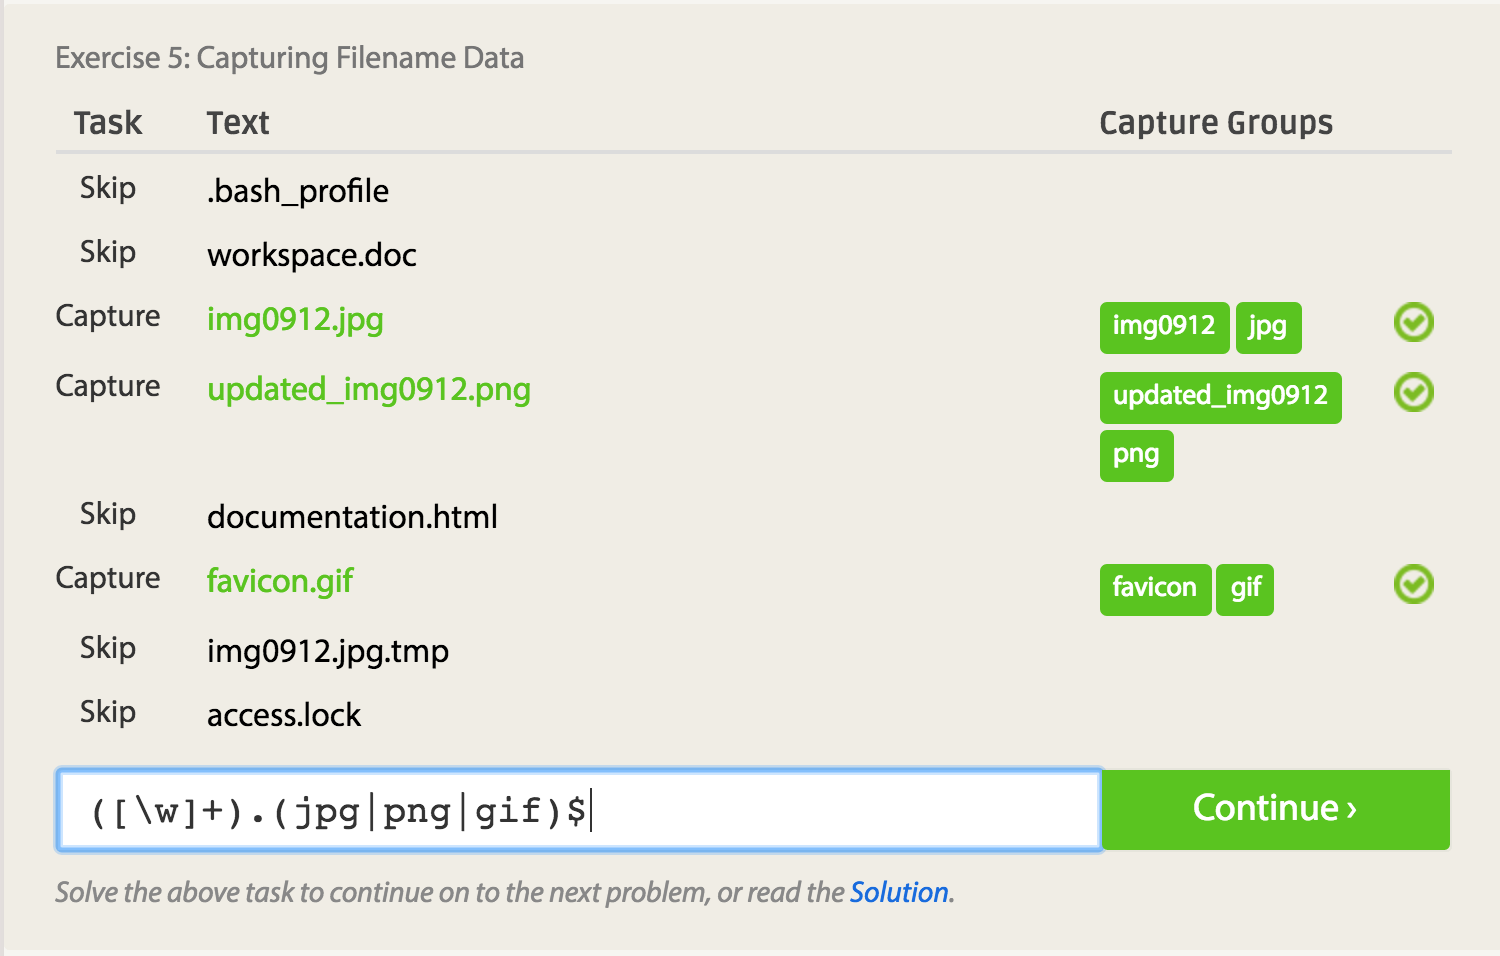 Exercise 5: Capturing Filename Data
Task Text Capture Groups
Skip .bash_profile
Skip workspace.doc
Capture img0912.jpg img0912 jpg
Capture updated_img0912.png updated_img0912
png
Skip documentation.html
Capture favicon.gif favicon gif
Skip img0912.jpg.tmp
Skip access.lock
([\w]+).(jpg|png|gif)$
Continue ›
Solve the above task to continue on to the next problem, or read the Solution.